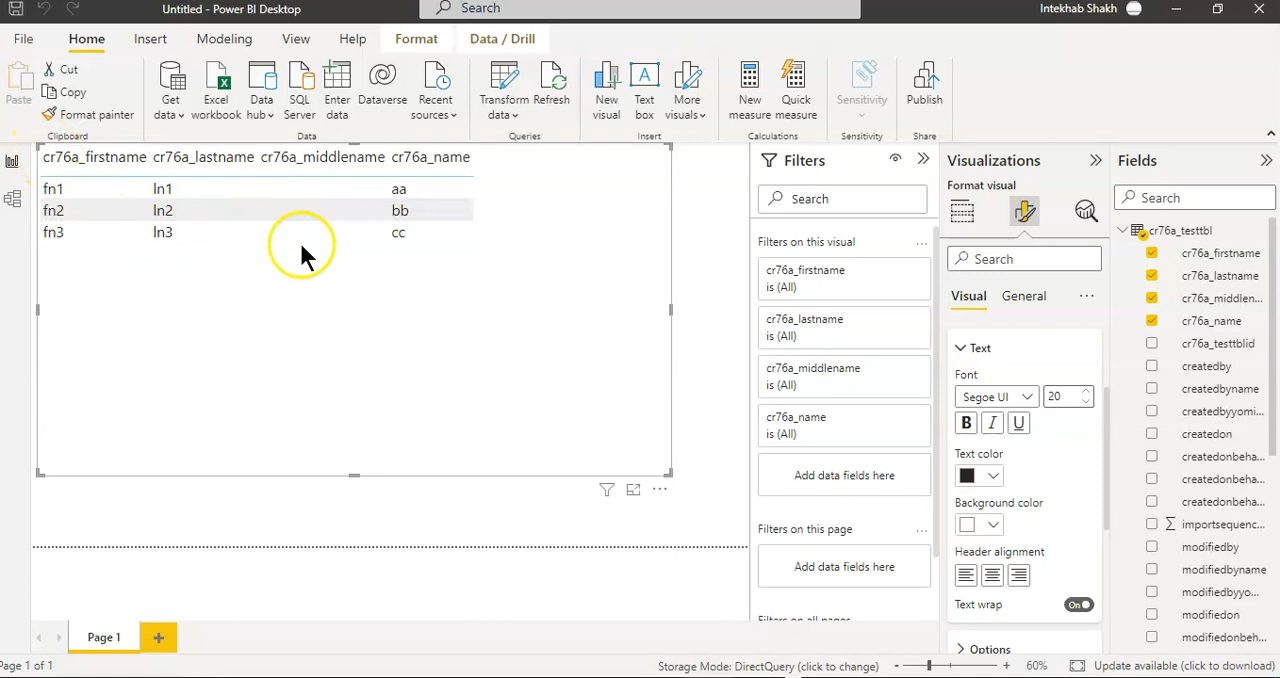 Untitled - Power BI Desktop
Search
Intekhab Shakh
File
Home
Insert
Modeling
View
Help
Format
Data / Drill
Paste
Cut
Copy
Format painter
Clipboard
Get data
Excel workbook
Data hub
SQL Server
Enter data
Dataverse
Recent sources
Data
Transform data
Refresh
Queries
New visual
Text box
More visuals
Insert
New measure
Quick measure
Calculations
Sensitivity
Sensitivity
Publish
Share
cr76a_firstname cr76a_lastname cr76a_middlename cr76a_name
fn1 ln1 aa
fn2 ln2 bb
fn3 ln3 cc
Filters
Search
Filters on this visual
cr76a_firstname
is (All)
cr76a_lastname
is (All)
cr76a_middlename
is (All)
cr76a_name
is (All)
Add data fields here
Filters on this page
Add data fields here
Visualizations
Format visual
Search
Visual
General
Text
Font
Segoe UI
20
B I U
Text color
Background color
Header alignment
Text wrap
On
Options
Fields
Search
cr76a_testtbl
cr76a_firstname
cr76a_lastname
cr76a_middlen...
cr76a_name
cr76a_testtblid
createdby
createdbyname
createdbyyomi...
createdon
createdonbeha...
createdonbeha...
createdonbeha...
importsequenc...
modifiedby
modifiedbyname
modifiedbyyo...
modifiedon
modifiedonbeh...
Page 1
Page 1 of 1
Storage Mode: DirectQuery (click to change)
60%
Update available (click to download)